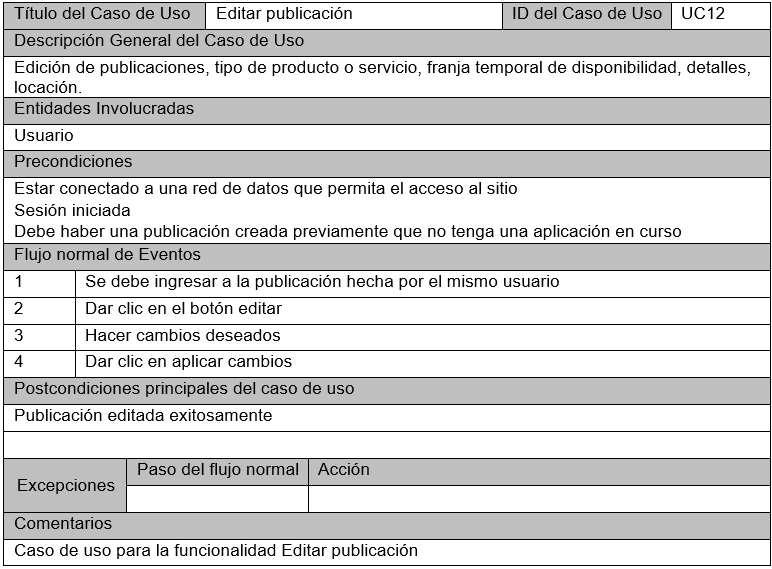 Título del Caso de Uso Editar publicación ID del Caso de Uso UC12
Descripción General del Caso de Uso
Edición de publicaciones, tipo de producto o servicio, franja temporal de disponibilidad, detalles,
locación.
Entidades Involucradas
Usuario
Precondiciones
Estar conectado a una red de datos que permita el acceso al sitio
Sesión iniciada
Debe haber una publicación creada previamente que no tenga una aplicación en curso
Flujo normal de Eventos
1 Se debe ingresar a la publicación hecha por el mismo usuario
2 Dar clic en el botón editar
3 Hacer cambios deseados
4 Dar clic en aplicar cambios
Postcondiciones principales del caso de uso
Publicación editada exitosamente
Excepciones Paso del flujo normal Acción
Comentarios
Caso de uso para la funcionalidad Editar publicación